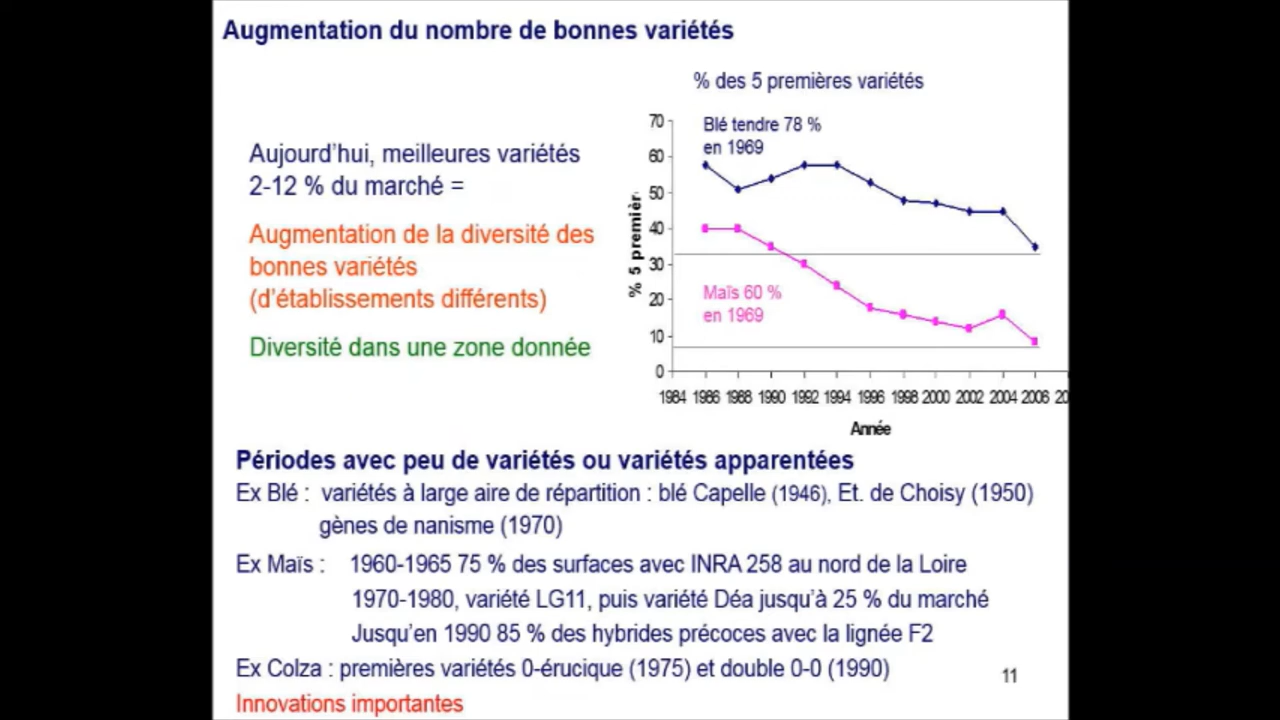 Augmentation du nombre de bonnes variétés
% des 5 premières variétés
Aujourd'hui, meilleures variétés
2-12 % du marché =
Augmentation de la diversité des
bonnes variétés
(d'établissements différents)
Diversité dans une zone donnée
% 5 premièr
70
60
50
40
30
20
10
0
Blé tendre 78 %
en 1969
Maïs 60 %
en 1969
1984 1986 1988 1990 1992 1994 1996 1998 2000 2002 2004 2006 20
Année
Périodes avec peu de variétés ou variétés apparentées
Ex Blé : variétés à large aire de répartition : blé Capelle (1946), Et. de Choisy (1950)
gènes de nanisme (1970)
Ex Maïs : 1960-1965 75 % des surfaces avec INRA 258 au nord de la Loire
1970-1980, variété LG11, puis variété Déa jusqu'à 25 % du marché
Jusqu'en 1990 85 % des hybrides précoces avec la lignée F2
Ex Colza : premières variétés 0-érucique (1975) et double 0-0 (1990)
11
Innovations importantes